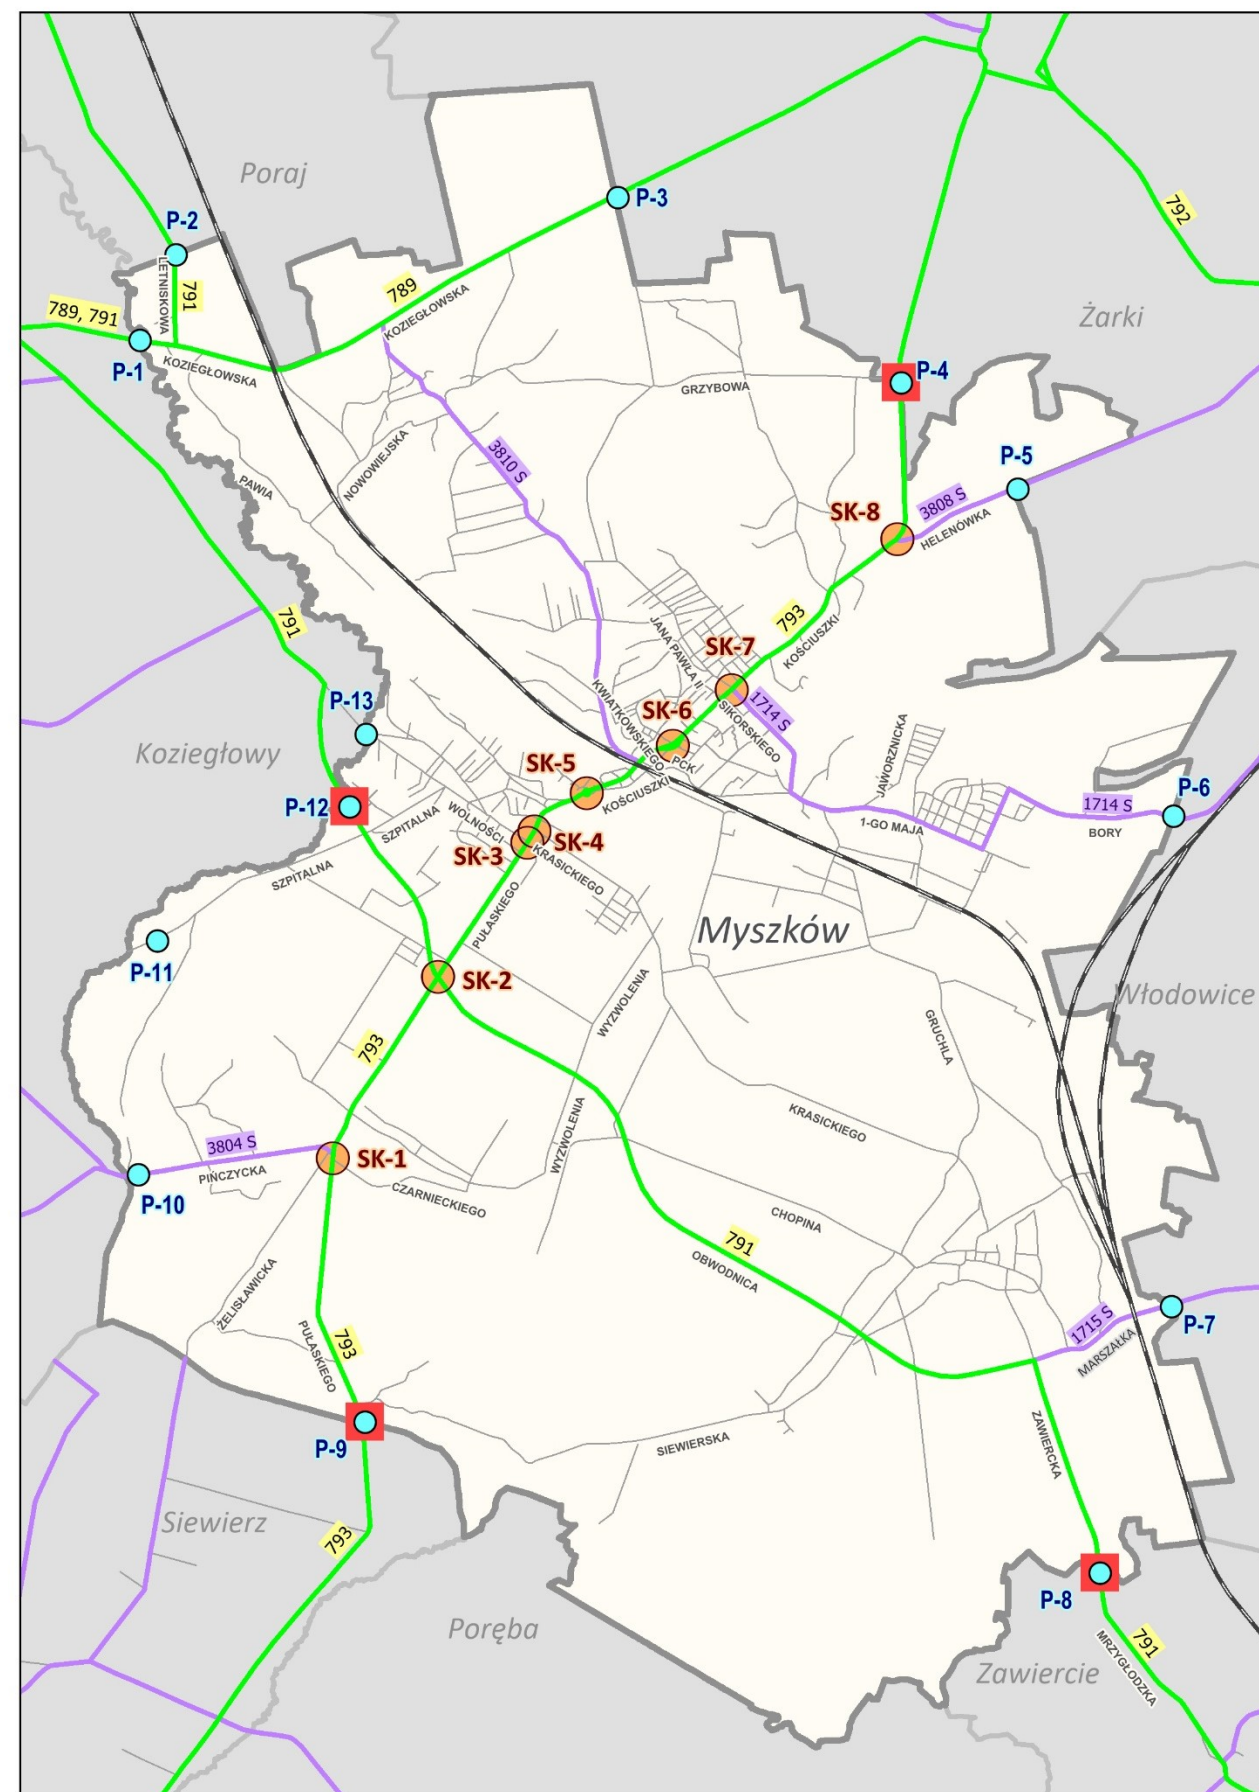 Poraj
P-3
792
P-2
LETNISKOWA
791
789
KOZIEGŁOWSKA
789, 791
Żarki
P-1
KOZIEGŁOWSKA
GRZYBOWA
P-4
NOWOWIEJSKA
3810 S
P-5
PAWIA
SK-8
3808 S
HELENÓWKA
791
793
KOŚCIUSZKI
JANA PAWŁA II
SK-7
P-13
KWIATKOWSKIEGO
SK-6
SIKORSKIEGO
1714 S
Koziegłowy
PCK
JAWORZNICKA
SK-5
KOŚCIUSZKI
P-12
SZPITALNA
WOLNOŚCI
1-GO MAJA
1714 S
BORY
P-6
SK-4
SK-3
KRASICKIEGO
SZPITALNA
PUŁASKIEGO
Myszków
P-11
SK-2
WYZWOLENIA
Włodowice
GRUCHLA
793
KRASICKIEGO
WYZWOLENIA
3804 S
PIŃCZYCKA
SK-1
P-10
CZARNIECKIEGO
CHOPINA
791
OBWODNICA
ŻELISŁAWICKA
1715 S
MARSZAŁKA
P-7
PUŁASKIEGO
793
P-9
SIEWIERSKA
ZAWIERCKA
Siewierz
793
P-8
Poręba
791
MRZYGŁODZKA
Zawiercie